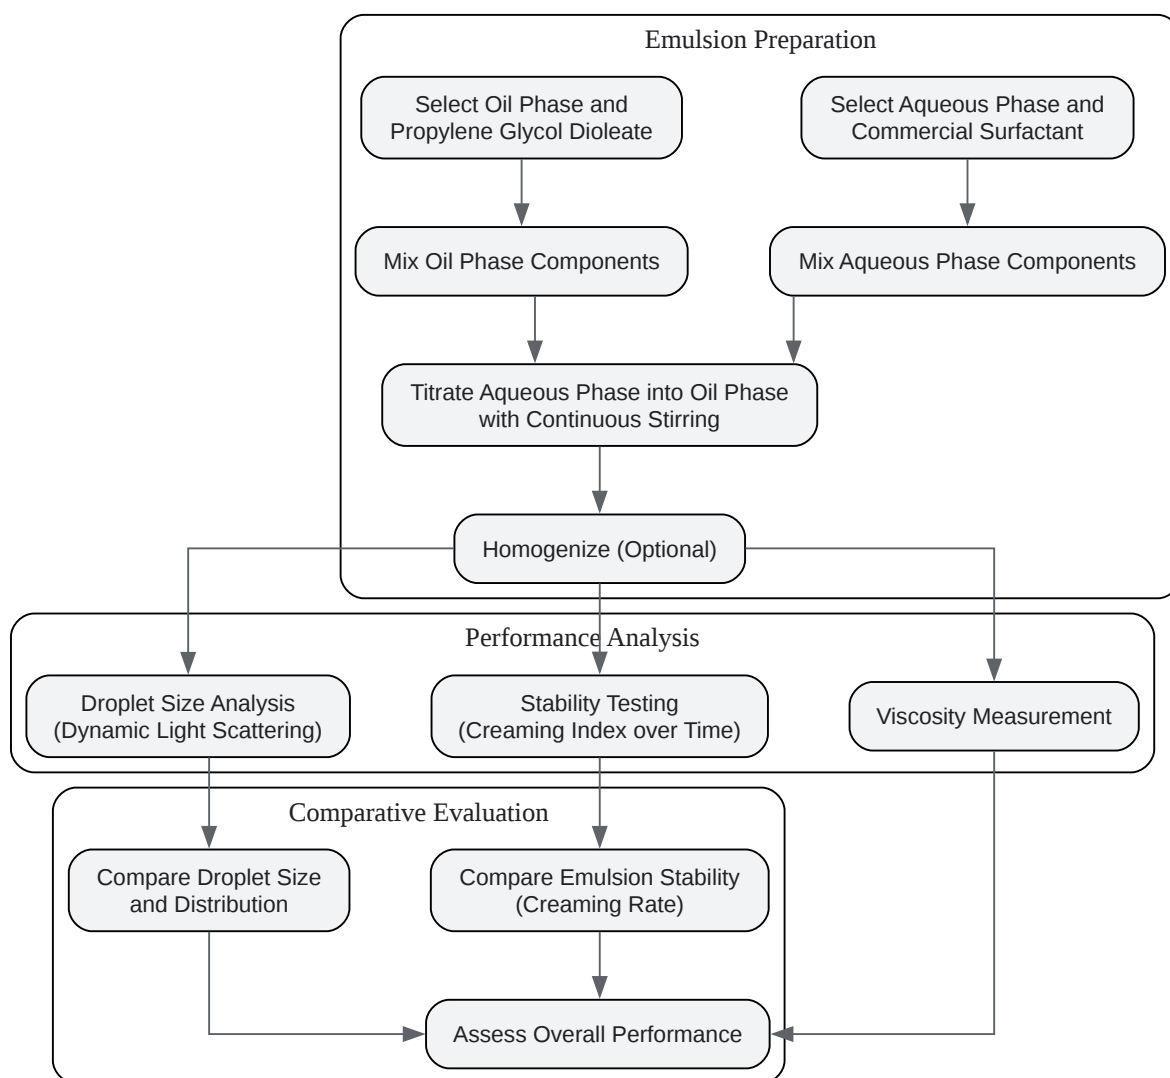 Emulsion Preparation
Select Oil Phase and
Propylene Glycol Dioleate
Select Aqueous Phase and
Commercial Surfactant
Mix Oil Phase Components
Mix Aqueous Phase Components
Titrate Aqueous Phase into Oil Phase
with Continuous Stirring
Homogenize (Optional)
Performance Analysis
Droplet Size Analysis
(Dynamic Light Scattering)
Stability Testing
(Creaming Index over Time)
Viscosity Measurement
Comparative Evaluation
Compare Droplet Size
and Distribution
Compare Emulsion Stability
(Creaming Rate)
Assess Overall Performance